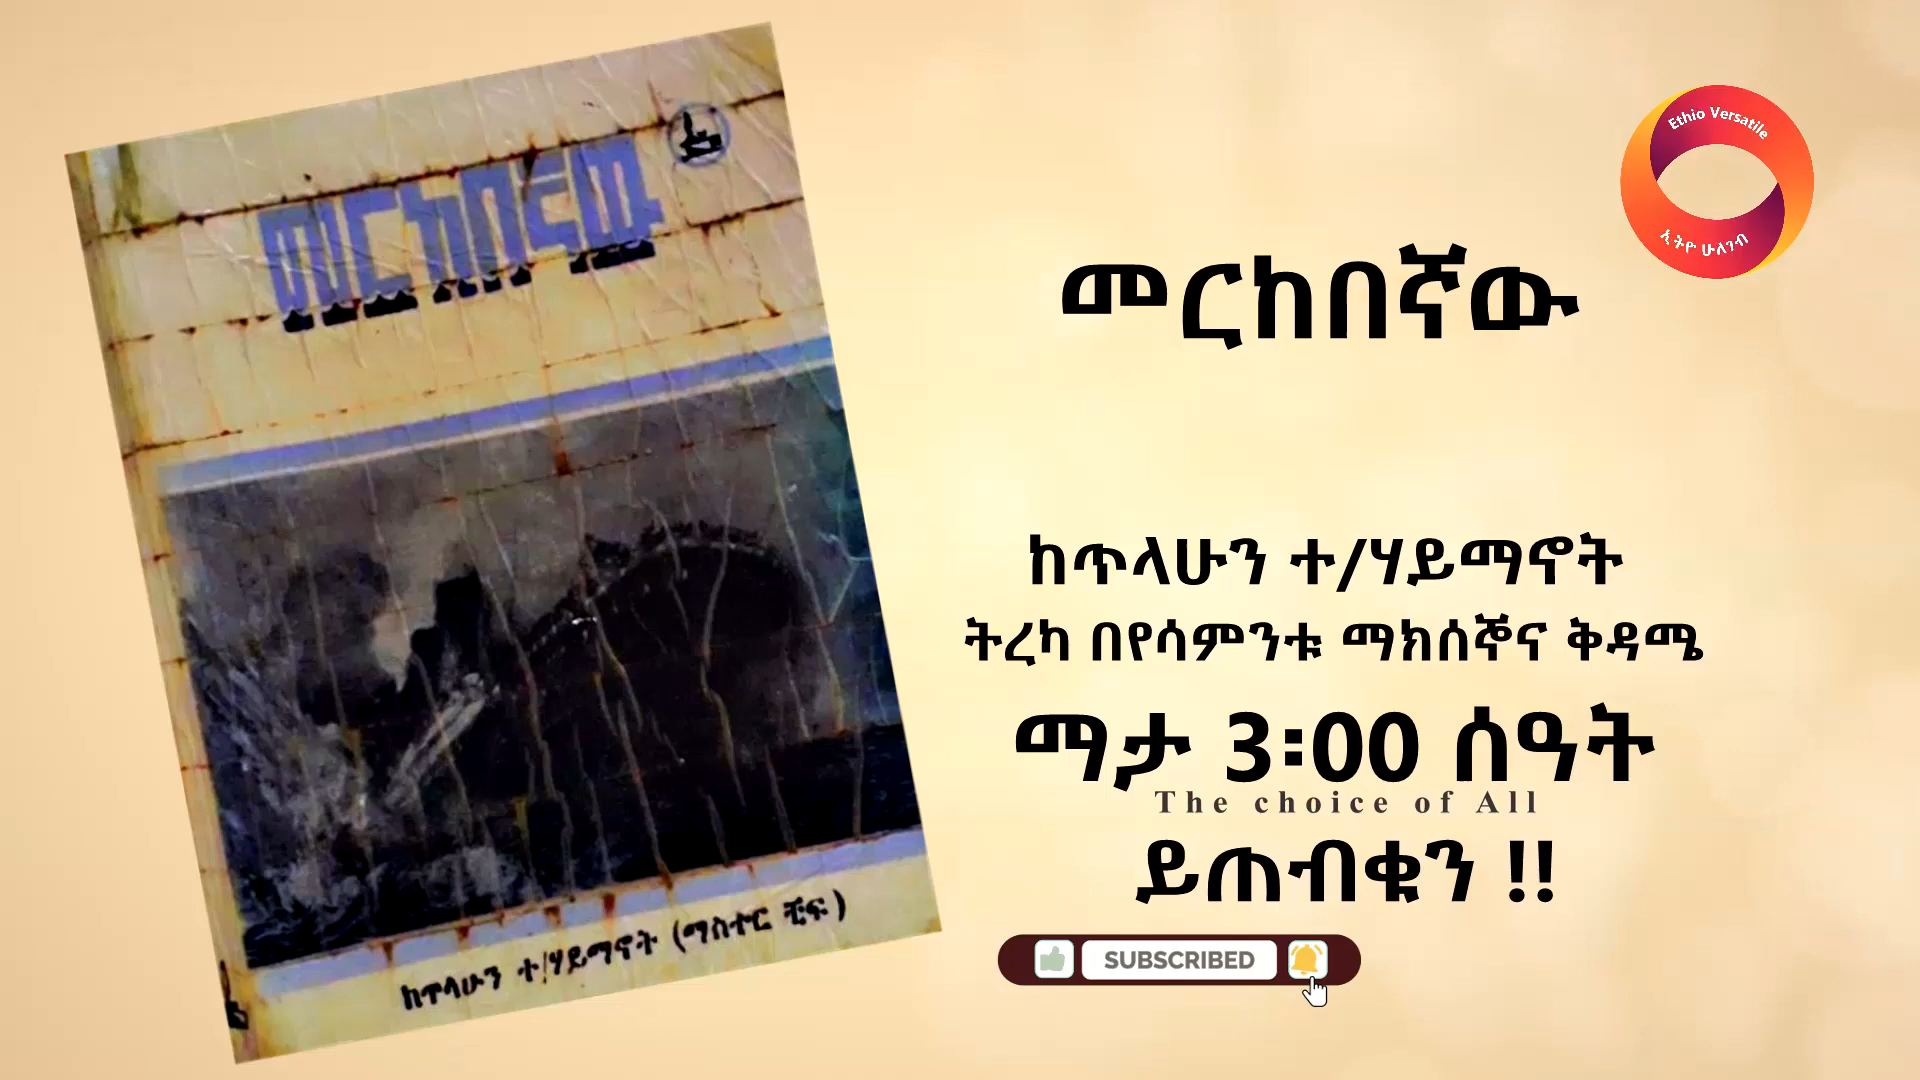 መርከበኛው
ከጥላሁን ተ/ሃይማኖት (ማስተር ቺፍ)
Ethio Versatile
ኢትዮ ሁለገብ
መርከበኛው
ከጥላሁን ተ/ሃይማኖት
ትረካ በየሳምንቱ ማክሰኞና ቅዳሜ
ማታ 3፡00 ሰዓት
The choice of All
ይጠብቁን !!
SUBSCRIBED